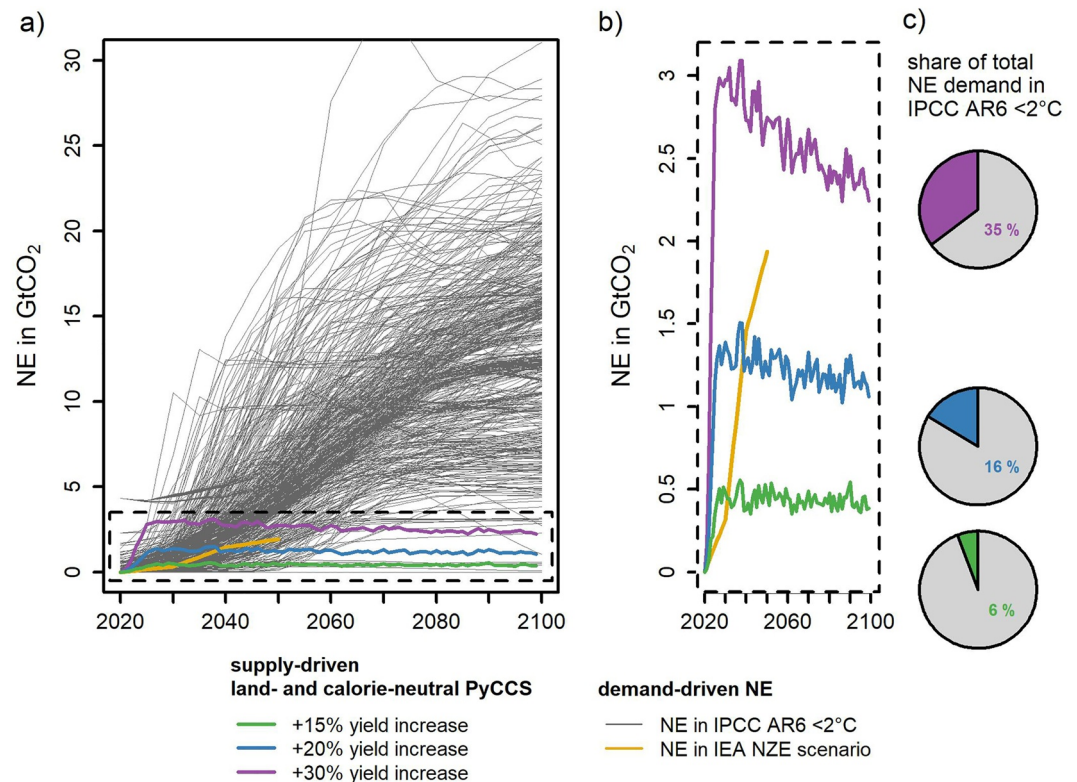 a)
NE in GtCO₂
30
25
20
15
10
5
0
2020 2040 2060 2080 2100
b)
NE in GtCO₂
3
2.5
2
1.5
1
0.5
0
2020 2060 2100
c)
share of total
NE demand in
IPCC AR6 <2°C
35 %
16 %
6 %
supply-driven
land- and calorie-neutral PyCCS
+15% yield increase
+20% yield increase
+30% yield increase
demand-driven NE
NE in IPCC AR6 <2°C
NE in IEA NZE scenario